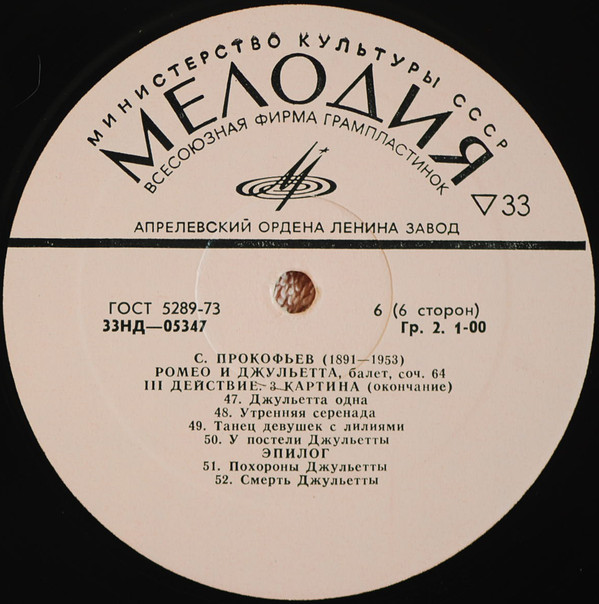 МИНИСТЕРСТВО КУЛЬТУРЫ СССР
МЕЛОДИЯ
ВСЕСОЮЗНАЯ ФИРМА ГРАМПЛАСТИНОК
33
АПРЕЛЕВСКИЙ ОРДЕНА ЛЕНИНА ЗАВОД
ГОСТ 5289-73
33НД—05347
6 (6 сторон)
Гр. 2. 1-00
С. ПРОКОФЬЕВ (1891—1953)
РОМЕО И ДЖУЛЬЕТТА, балет, соч. 64
III ДЕЙСТВИЕ. 3 КАРТИНА (окончание)
47. Джульетта одна
48. Утренняя серенада
49. Танец девушек с лилиями
50. У постели Джульетты
ЭПИЛОГ
51. Похороны Джульетты
52. Смерть Джульетты